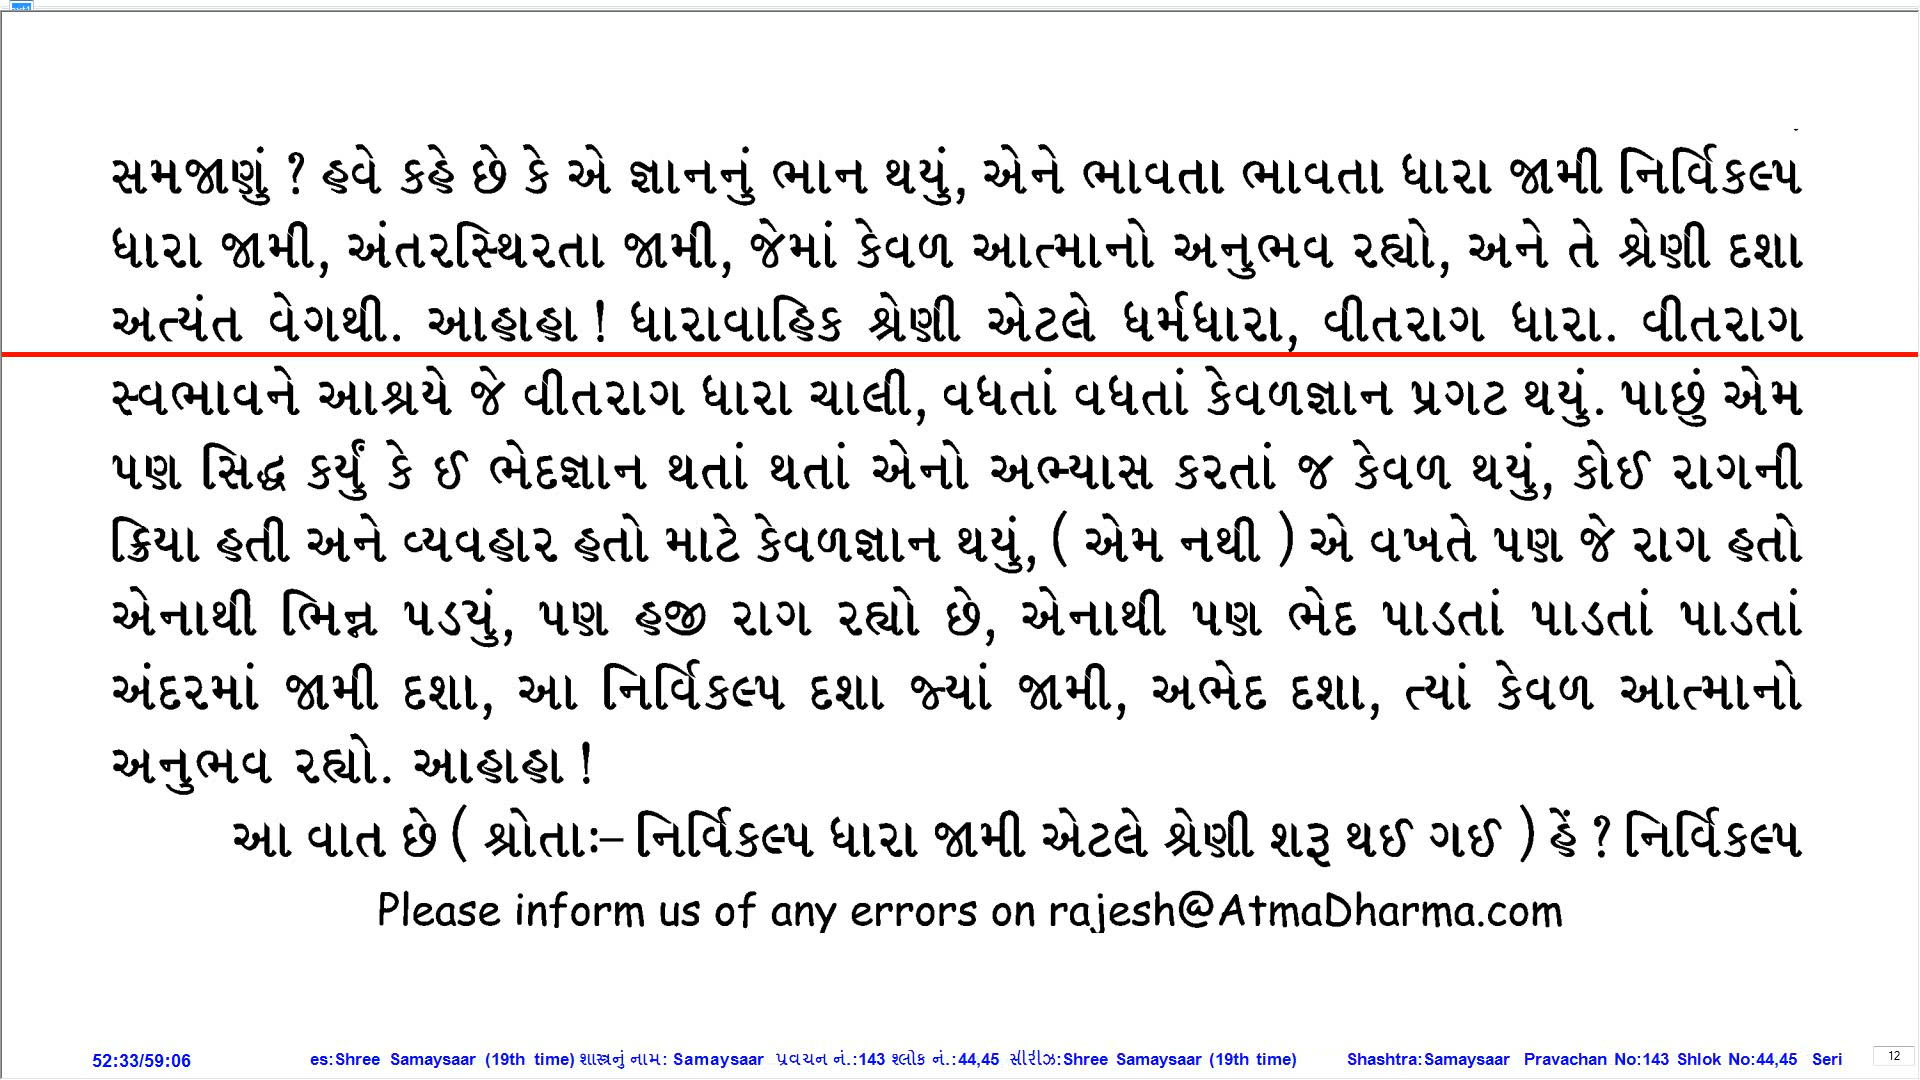 સમજાણું ? હવે કહે છે કે એ જ્ઞાનનું ભાન થયું, એને ભાવતા ભાવતા ધારા જામી નિર્વિકલ્પ
ધારા જામી, અંતરસ્થિરતા જામી, જેમાં કેવળ આત્માનો અનુભવ રહ્યો, અને તે શ્રેણી દશા
અત્યંત વેગથી. આહાહા ! ધારાવાહિક શ્રેણી એટલે ધર્મધારા, વીતરાગ ધારા. વીતરાગ
સ્વભાવને આશ્રયે જે વીતરાગ ધારા ચાલી, વધતાં વધતાં કેવળજ્ઞાન પ્રગટ થયું. પાછું એમ
પણ સિદ્ધ કર્યું કે ઈ ભેદજ્ઞાન થતાં થતાં એનો અભ્યાસ કરતાં જ કેવળ થયું, કોઈ રાગની
ક્રિયા હતી અને વ્યવહાર હતો માટે કેવળજ્ઞાન થયું, ( એમ નથી ) એ વખતે પણ જે રાગ હતો
એનાથી ભિન્ન પડયું, પણ હજી રાગ રહ્યો છે, એનાથી પણ ભેદ પાડતાં પાડતાં પાડતાં
અંદરમાં જામી દશા, આ નિર્વિકલ્પ દશા જ્યાં જામી, અભેદ દશા, ત્યાં કેવળ આત્માનો
અનુભવ રહ્યો. આહાહા !
આ વાત છે ( શ્રોતાઃ– નિર્વિકલ્પ ધારા જામી એટલે શ્રેણી શરૂ થઈ ગઈ ) હેં ? નિર્વિકલ્પ
Please inform us of any errors on rajesh@AtmaDharma.com
52:33/59:06 es:Shree Samaysaar (19th time) શાસ્ત્રનું નામ: Samaysaar પ્રવચન નં.:143 શ્લોક નં.:44,45 સીરીઝ:Shree Samaysaar (19th time) Shashtra:Samaysaar Pravachan No:143 Shlok No:44,45 Seri 12